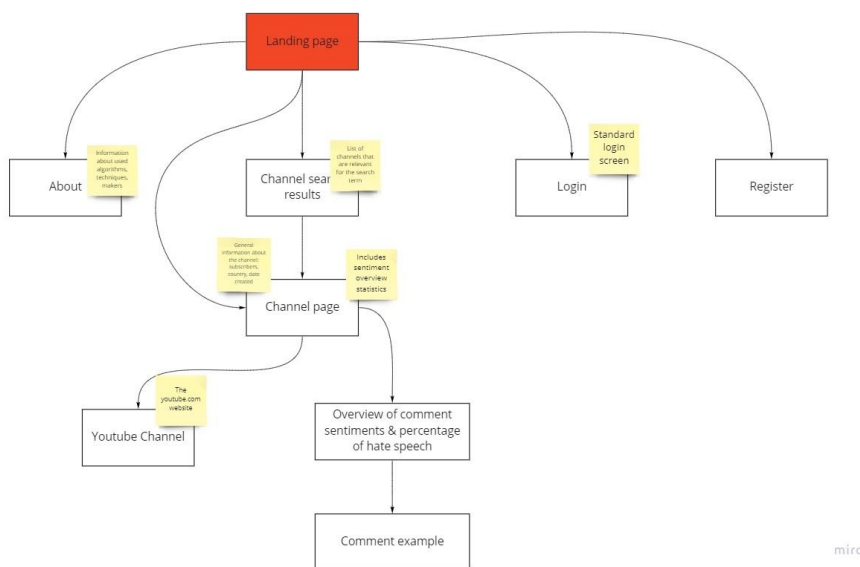 Landing page
Information
about used
algorithms,
techniques,
makers
About
List of
channels that
are relevant
for the search
term
Channel sear
results
Standard
login
screen
Login
Register
General
information about
the channel:
subscribers,
country, date
created
Includes
sentiment
overview
statistics
Channel page
The
youtube.com
website
Youtube Channel
Overview of comment
sentiments & percentage
of hate speech
Comment example
miro